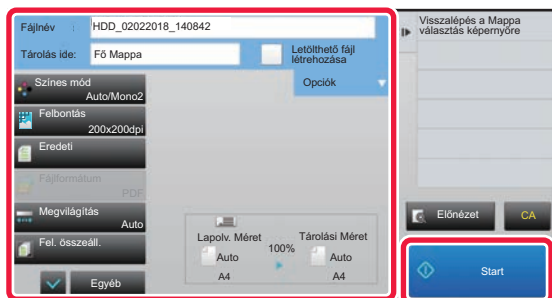 Fájlnév : HDD_02022018_140842
Tárolás ide: Fő Mappa
Letölthető fájl
létrehozása
Opciók
Színes mód
Auto/Mono2
Felbontás
200x200dpi
Eredeti
Fájlformátum
PDF
Megvilágítás
Auto
Fel. összeáll.
Egyéb
Lapolv. Méret
Auto
A4
100%
Tárolási Méret
Auto
A4
Visszalépés a Mappa
választás képernyőre
Előnézet
CA
Start